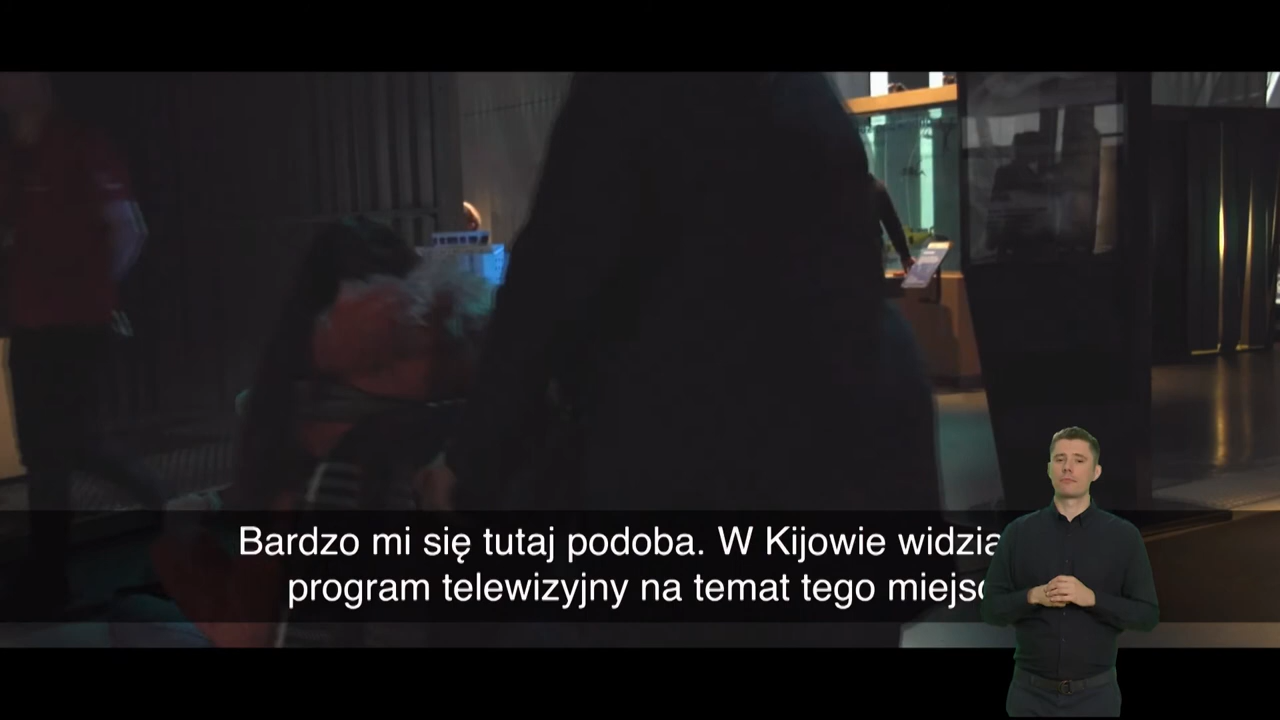 Bardzo mi się tutaj podoba. W Kijowie widzia
program telewizyjny na temat tego miejsc